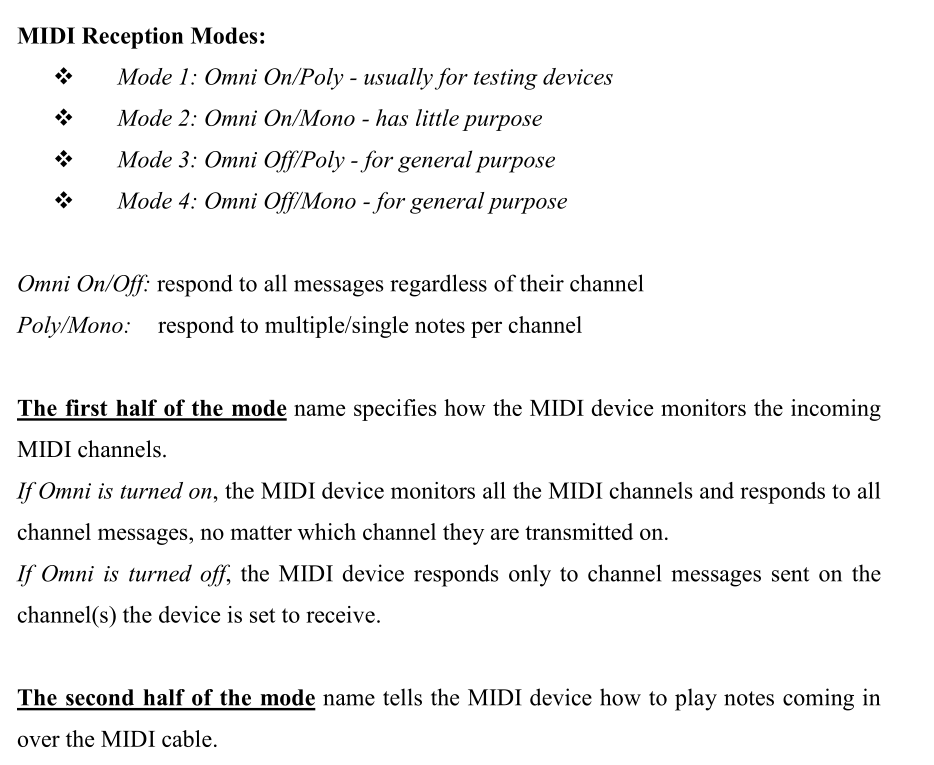 MIDI Reception Modes:
❖ Mode 1: Omni On/Poly - usually for testing devices
❖ Mode 2: Omni On/Mono - has little purpose
❖ Mode 3: Omni Off/Poly - for general purpose
❖ Mode 4: Omni Off/Mono - for general purpose
Omni On/Off: respond to all messages regardless of their channel
Poly/Mono: respond to multiple/single notes per channel
The first half of the mode name specifies how the MIDI device monitors the incoming
MIDI channels.
If Omni is turned on, the MIDI device monitors all the MIDI channels and responds to all
channel messages, no matter which channel they are transmitted on.
If Omni is turned off, the MIDI device responds only to channel messages sent on the
channel(s) the device is set to receive.
The second half of the mode name tells the MIDI device how to play notes coming in
over the MIDI cable.